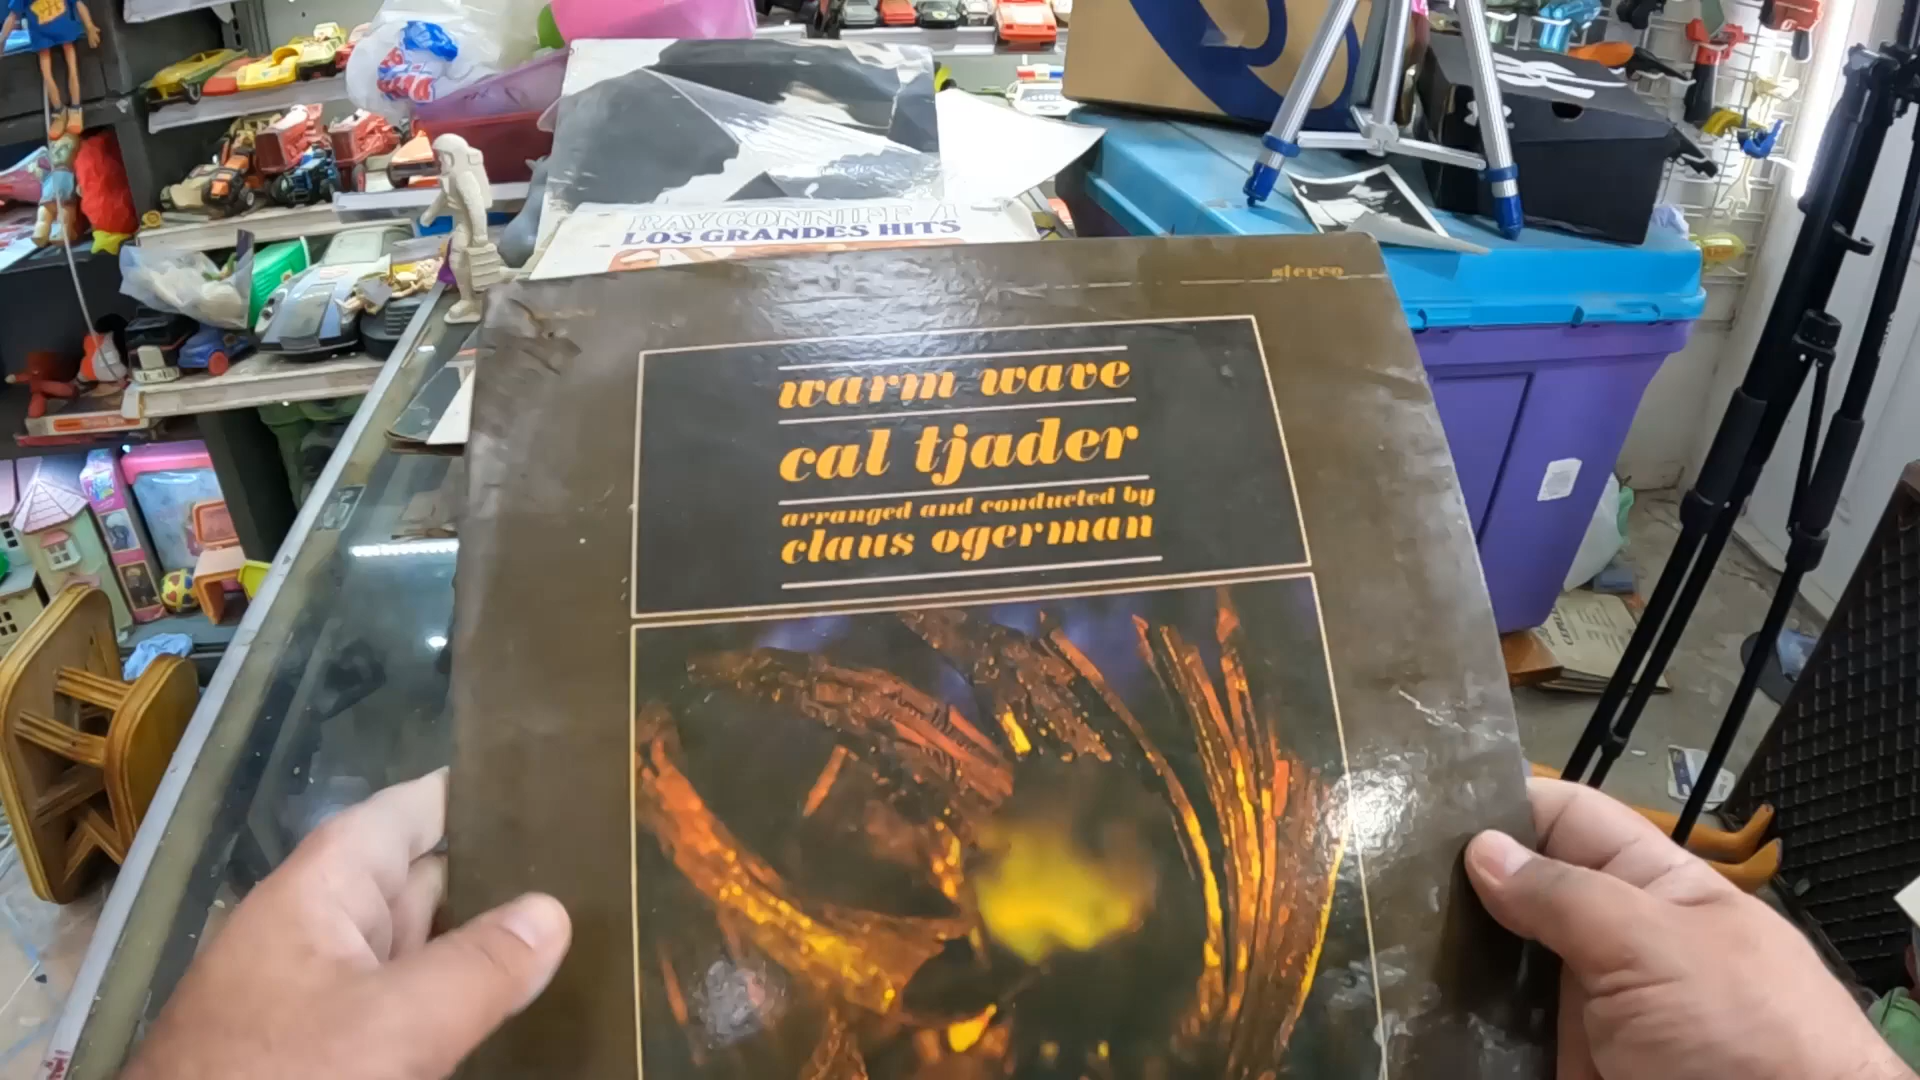 RAY CONNIFF
LOS GRANDES HITS
stereo
warm wave
cal tjader
arranged and conducted by
claus ogerman